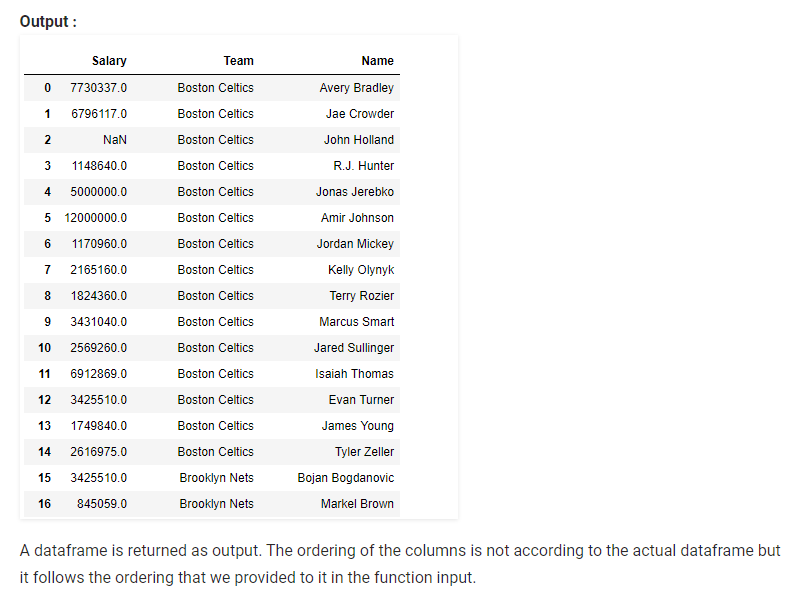 Output :
Salary Team Name
0 7730337.0 Boston Celtics Avery Bradley
1 6796117.0 Boston Celtics Jae Crowder
2 NaN Boston Celtics John Holland
3 1148640.0 Boston Celtics R.J. Hunter
4 5000000.0 Boston Celtics Jonas Jerebko
5 12000000.0 Boston Celtics Amir Johnson
6 1170960.0 Boston Celtics Jordan Mickey
7 2165160.0 Boston Celtics Kelly Olynyk
8 1824360.0 Boston Celtics Terry Rozier
9 3431040.0 Boston Celtics Marcus Smart
10 2569260.0 Boston Celtics Jared Sullinger
11 6912869.0 Boston Celtics Isaiah Thomas
12 3425510.0 Boston Celtics Evan Turner
13 1749840.0 Boston Celtics James Young
14 2616975.0 Boston Celtics Tyler Zeller
15 3425510.0 Brooklyn Nets Bojan Bogdanovic
16 845059.0 Brooklyn Nets Markel Brown
A dataframe is returned as output. The ordering of the columns is not according to the actual dataframe but
it follows the ordering that we provided to it in the function input.